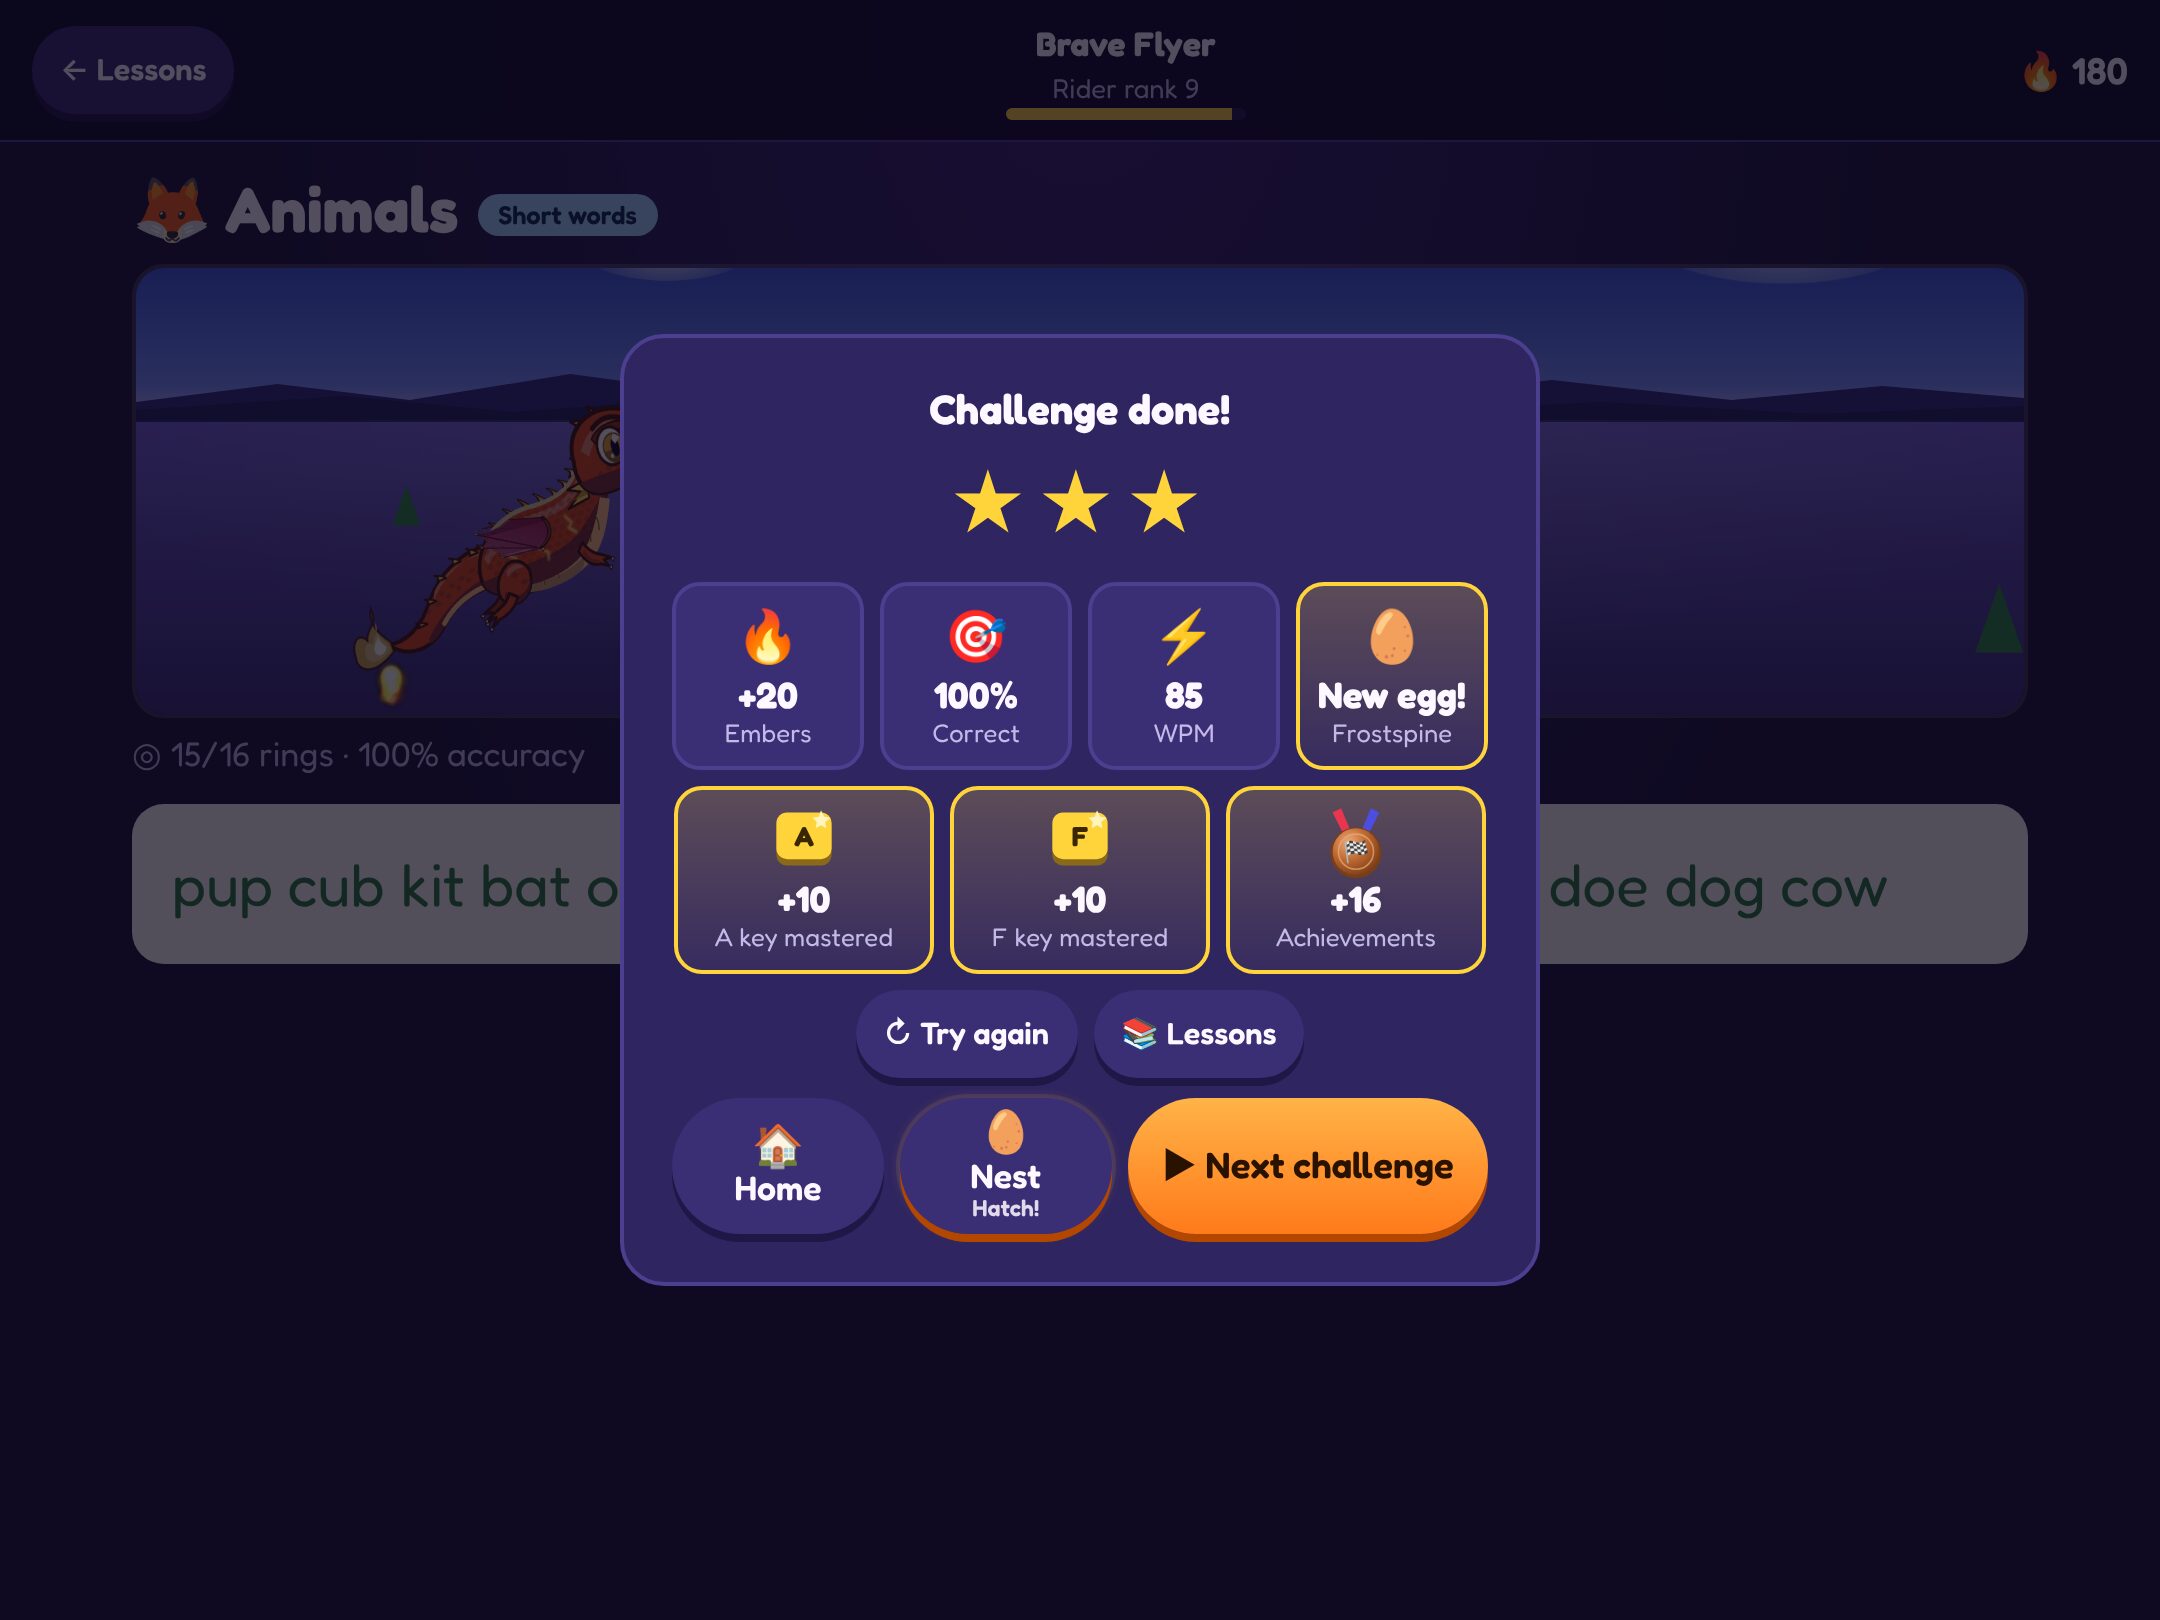 ← Lessons
Brave Flyer
Rider rank 9
180
Animals
Short words
Challenge done!
+20
Embers
100%
Correct
85
WPM
New egg!
Frostspine
15/16 rings · 100% accuracy
pup cub kit bat o
doe dog cow
A
+10
A key mastered
F
+10
F key mastered
+16
Achievements
↻ Try again
Lessons
Home
Nest
Hatch!
▶ Next challenge